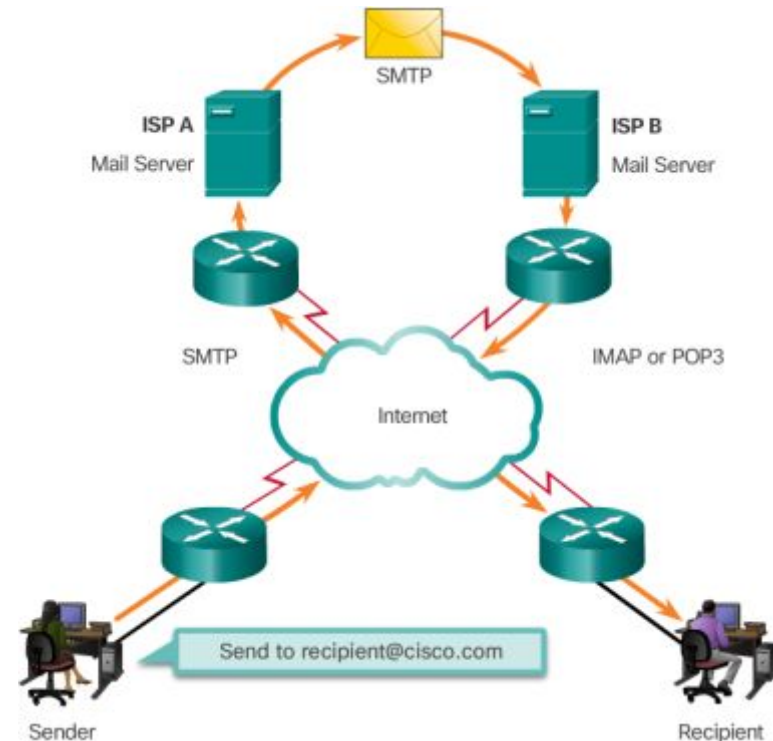 SMTP
ISP A
Mail Server
ISP B
Mail Server
SMTP
IMAP or POP3
Internet
Send to recipient@cisco.com
Sender
Recipient